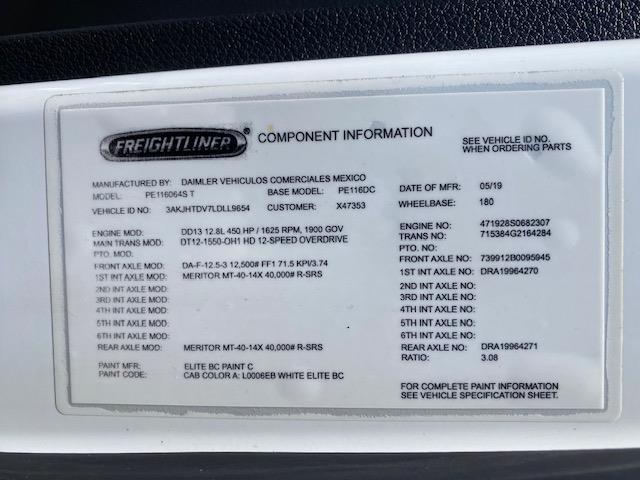 FREIGHTLINER
COMPONENT INFORMATION
SEE VEHICLE ID NO.
WHEN ORDERING PARTS
MANUFACTURED BY: DAIMLER VEHICULOS COMERCIALES MEXICO
MODEL: PE116064S T BASE MODEL: PE116DC DATE OF MFR: 05/19
VEHICLE ID NO: 3AKJHTDV7LDLL9654 CUSTOMER: X47353 WHEELBASE: 180
ENGINE MOD: DD13 12.8L 450 HP / 1625 RPM, 1900 GOV ENGINE NO: 471928S0682307
MAIN TRANS MOD: DT12-1550-OH1 HD 12-SPEED OVERDRIVE TRANS NO: 715384G2164284
PTO. MOD: PTO. NO:
FRONT AXLE MOD: DA-F-12.5-3 12,500# FF1 71.5 KPI/3.74 FRONT AXLE NO: 739912B0095945
1ST INT AXLE MOD: MERITOR MT-40-14X 40,000# R-SRS 1ST INT AXLE NO: DRA19964270
2ND INT AXLE MOD: 2ND INT AXLE NO:
3RD INT AXLE MOD: 3RD INT AXLE NO:
4TH INT AXLE MOD: 4TH INT AXLE NO:
5TH INT AXLE MOD: 5TH INT AXLE NO:
6TH INT AXLE MOD: 6TH INT AXLE NO:
REAR AXLE MOD: MERITOR MT-40-14X 40,000# R-SRS REAR AXLE NO: DRA19964271
RATIO: 3.08
PAINT MFR: ELITE BC PAINT C
PAINT CODE: CAB COLOR A: L0006EB WHITE ELITE BC
FOR COMPLETE PAINT INFORMATION
SEE VEHICLE SPECIFICATION SHEET.